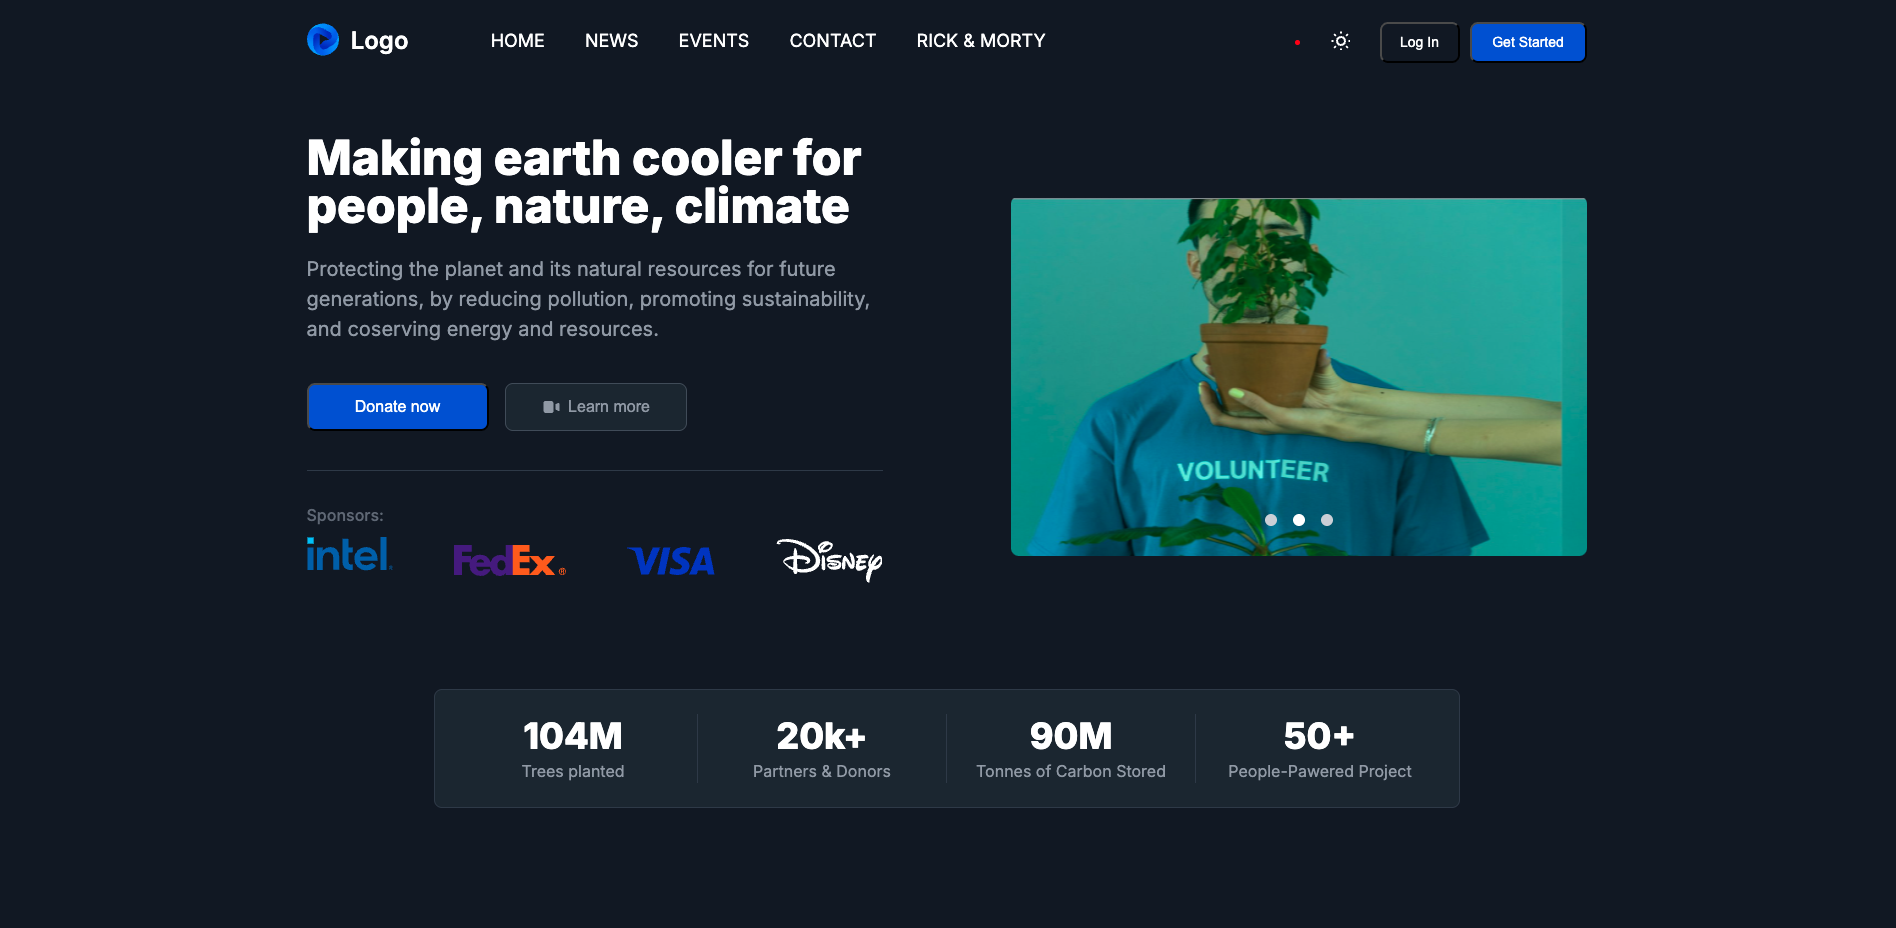 Logo
HOME NEWS EVENTS CONTACT RICK & MORTY
Log In
Get Started
Making earth cooler for
people, nature, climate
Protecting the planet and its natural resources for future
generations, by reducing pollution, promoting sustainability,
and coserving energy and resources.
Donate now
Learn more
Sponsors:
intel.
FedEx ®
VISA
Disney
VOLUNTEER
104M
Trees planted
20k+
Partners & Donors
90M
Tonnes of Carbon Stored
50+
People-Pawered Project